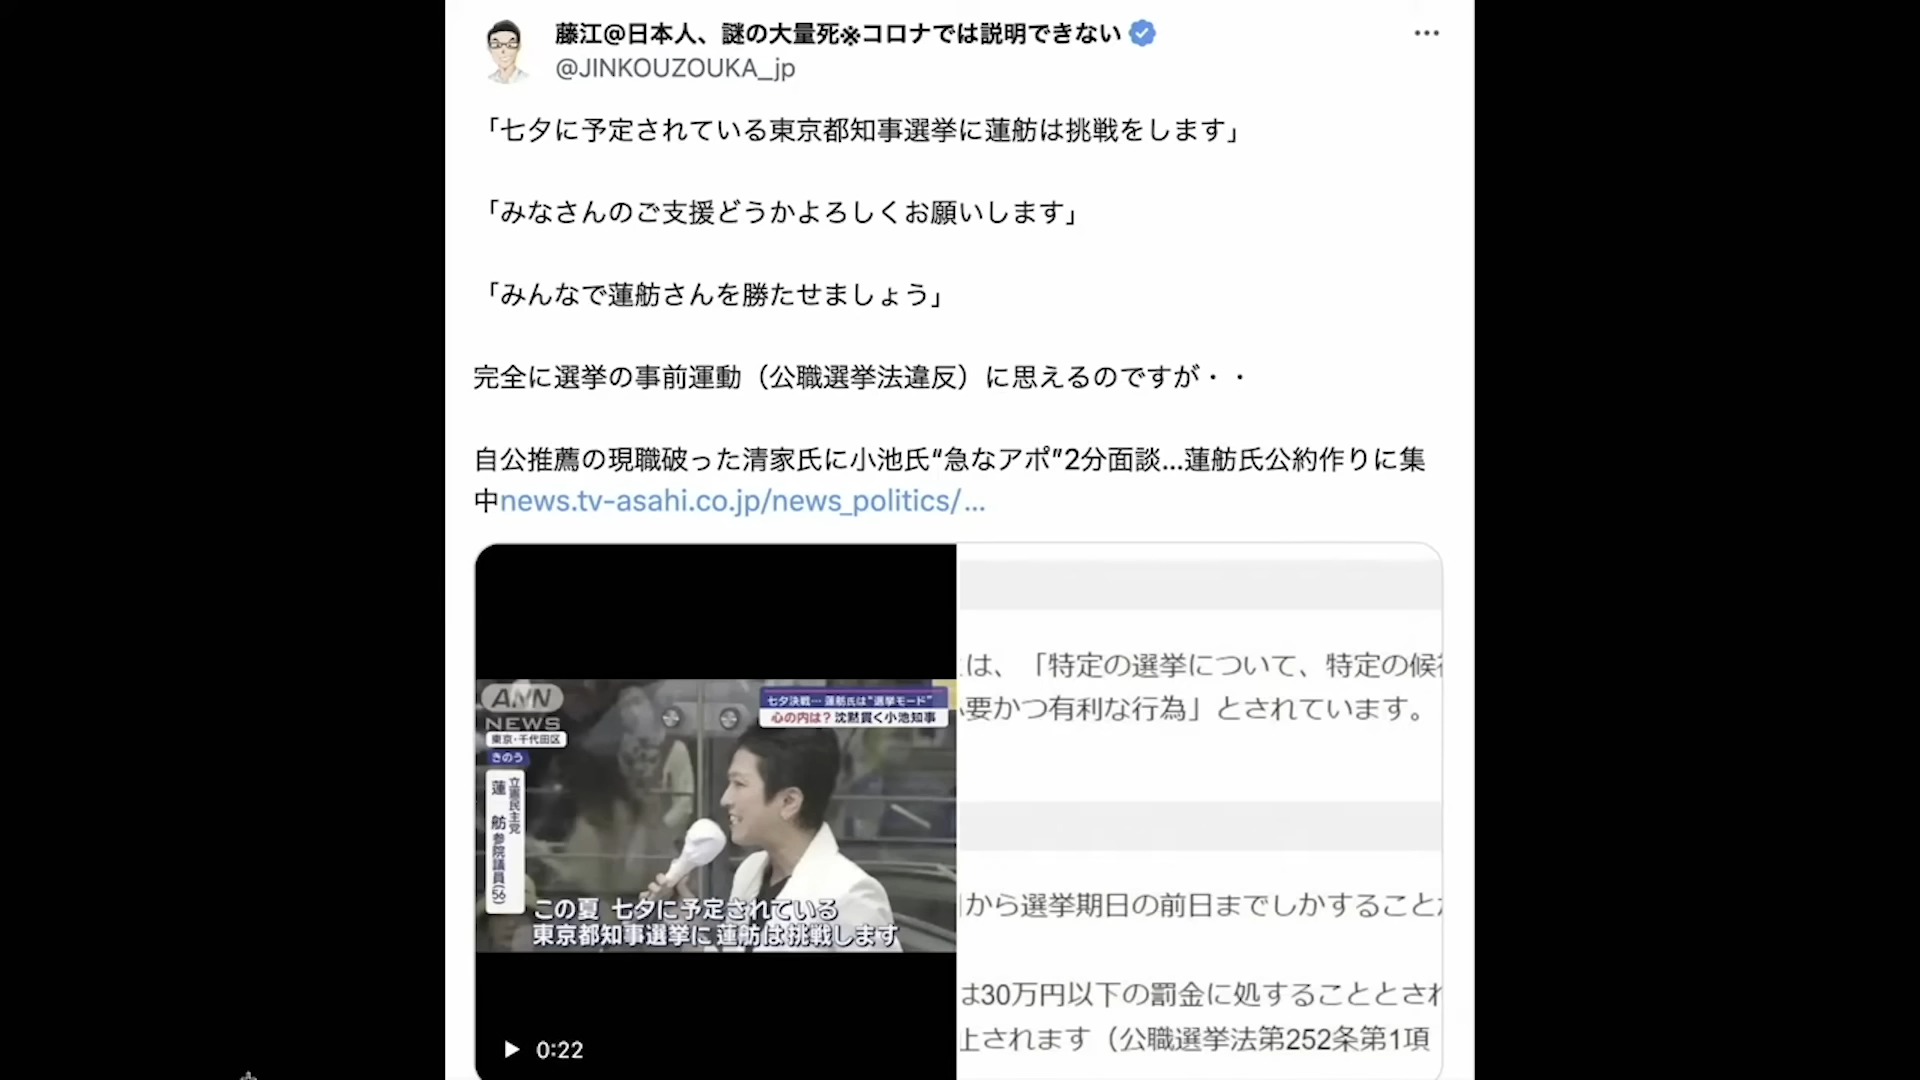 藤江@日本人、謎の大量死※コロナでは説明できない
@JINKOUZOUKA_jp
「七夕に予定されている東京都知事選挙に蓮舫は挑戦をします」
「みなさんのご支援どうかよろしくお願いします」
「みんなで蓮舫さんを勝たせましょう」
完全に選挙の事前運動（公職選挙法違反）に思えるのですが・・
自公推薦の現職破った清家氏に小池氏“急なアポ”2分面談...蓮舫氏公約作りに集
中news.tv-asahi.co.jp/news_politics/...
ANN
NEWS
東京・千代田区
きのう
立憲民主党
蓮舫参院議員(56)
七夕決戦… 蓮舫氏は“選挙モード”
心の内は？沈黙貫く小池知事
この夏 七夕に予定されている
東京都知事選挙に 蓮舫は挑戦します
0:22
は、「特定の選挙について、特定の候
要かつ有利な行為」とされています。
から選挙期日の前日までしかすること
は30万円以下の罰金に処することとされ
止されます（公職選挙法第252条第1項